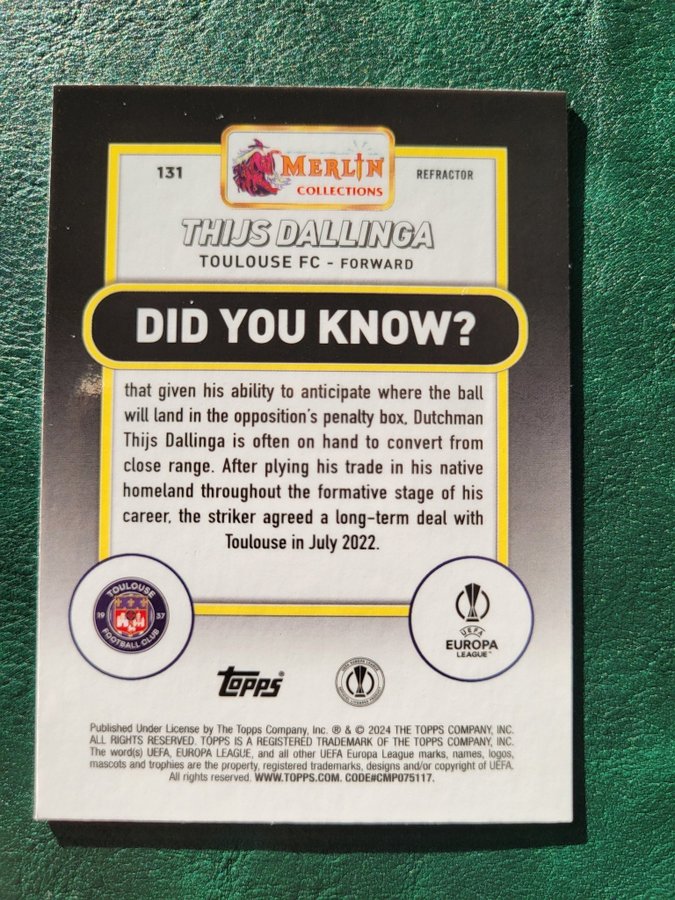 131
MERLIN
COLLECTIONS
REFRACTOR
THIJS DALLINGA
TOULOUSE FC - FORWARD
DID YOU KNOW?
that given his ability to anticipate where the ball
will land in the opposition's penalty box, Dutchman
Thijs Dallinga is often on hand to convert from
close range. After plying his trade in his native
homeland throughout the formative stage of his
career, the striker agreed a long-term deal with
Toulouse in July 2022.
TOULOUSE
19 37
FOOTBALL CLUB
UEFA
EUROPA
LEAGUE™
topps®
Published Under License by The Topps Company, Inc. ® & © 2024 THE TOPPS COMPANY, INC.
ALL RIGHTS RESERVED. TOPPS IS A REGISTERED TRADEMARK OF THE TOPPS COMPANY, INC.
The word(s) UEFA, EUROPA LEAGUE, and all other UEFA Europa League marks, names, logos,
mascots and trophies are the property, registered trademarks, designs and/or copyright of UEFA.
All rights reserved. WWW.TOPPS.COM. CODE#CMP075117.